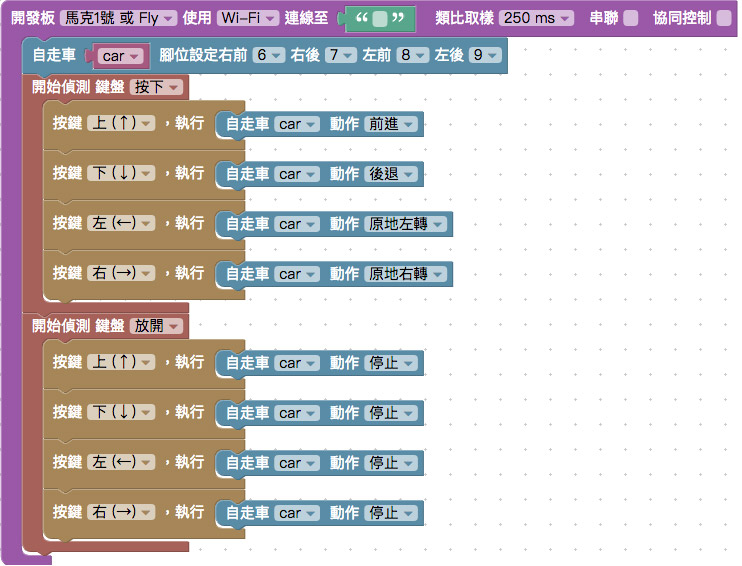 開發板 馬克1號 或 Fly 使用 Wi-Fi 連線至 “ ” 類比取樣 250 ms 串聯 協同控制
自走車 car 腳位設定右前 6 右後 7 左前 8 左後 9
開始偵測 鍵盤 按下
按鍵 上 (↑) ，執行 自走車 car 動作 前進
按鍵 下 (↓) ，執行 自走車 car 動作 後退
按鍵 左 (←) ，執行 自走車 car 動作 原地左轉
按鍵 右 (→) ，執行 自走車 car 動作 原地右轉
開始偵測 鍵盤 放開
按鍵 上 (↑) ，執行 自走車 car 動作 停止
按鍵 下 (↓) ，執行 自走車 car 動作 停止
按鍵 左 (←) ，執行 自走車 car 動作 停止
按鍵 右 (→) ，執行 自走車 car 動作 停止